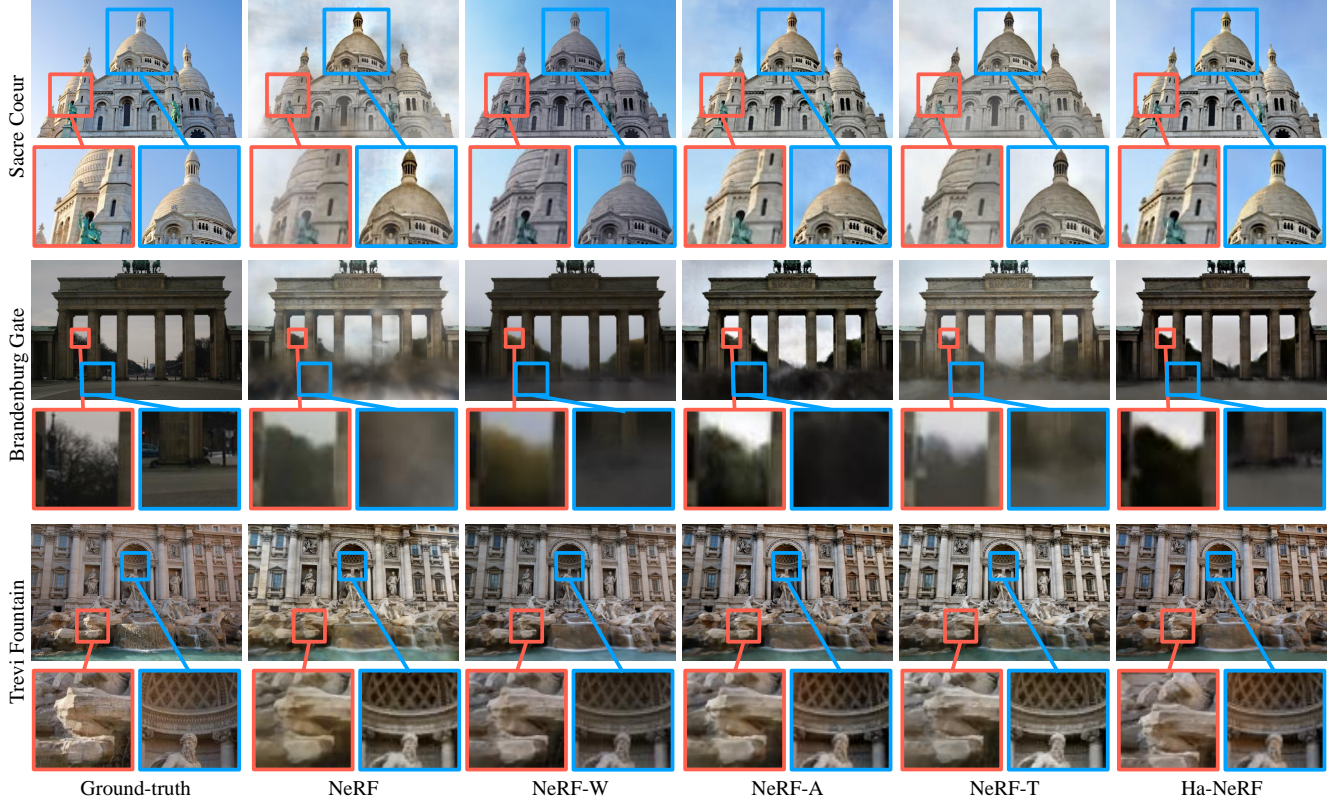 Sacre Coeur
Brandenburg Gate
Trevi Fountain
Ground-truth
NeRF
NeRF-W
NeRF-A
NeRF-T
Ha-NeRF